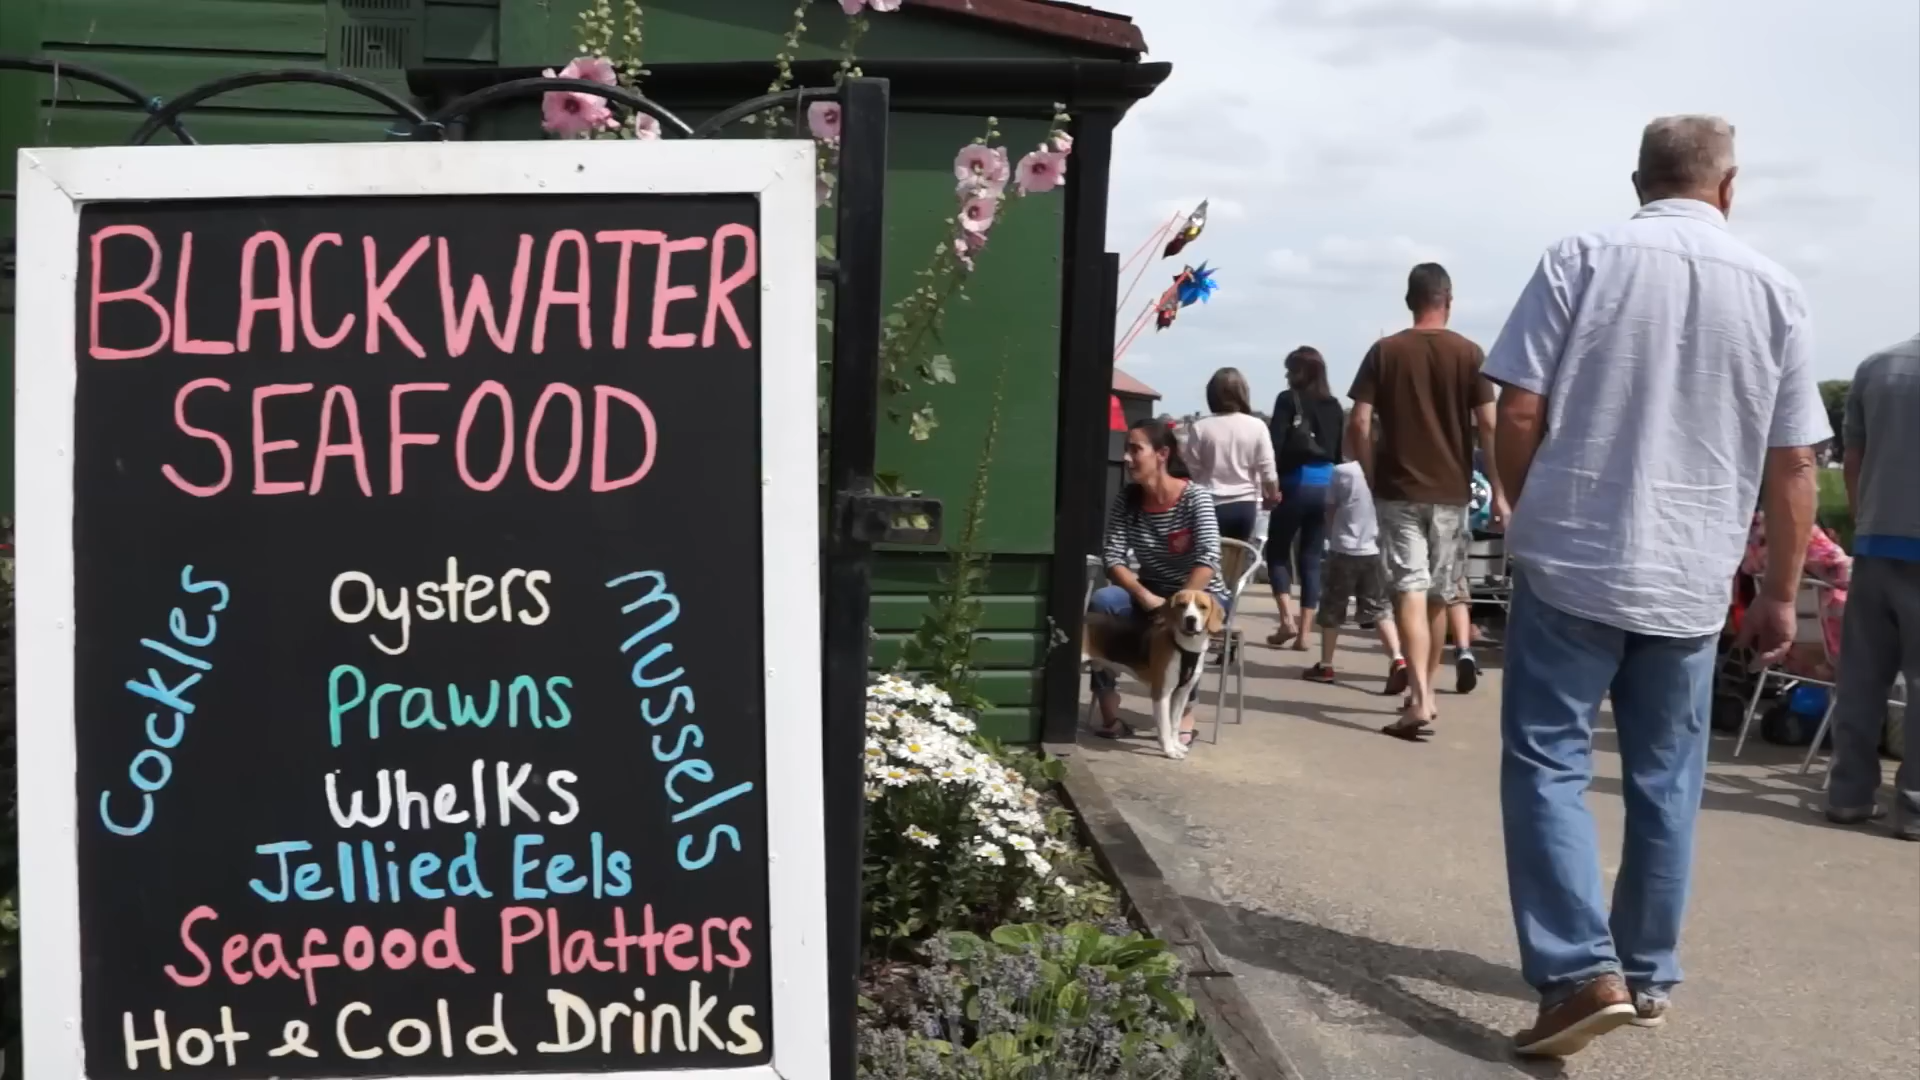 BLACKWATER
SEAFOOD
Cockles
Oysters
Mussels
Prawns
Whelks
Jellied Eels
Seafood Platters
Hot & Cold Drinks